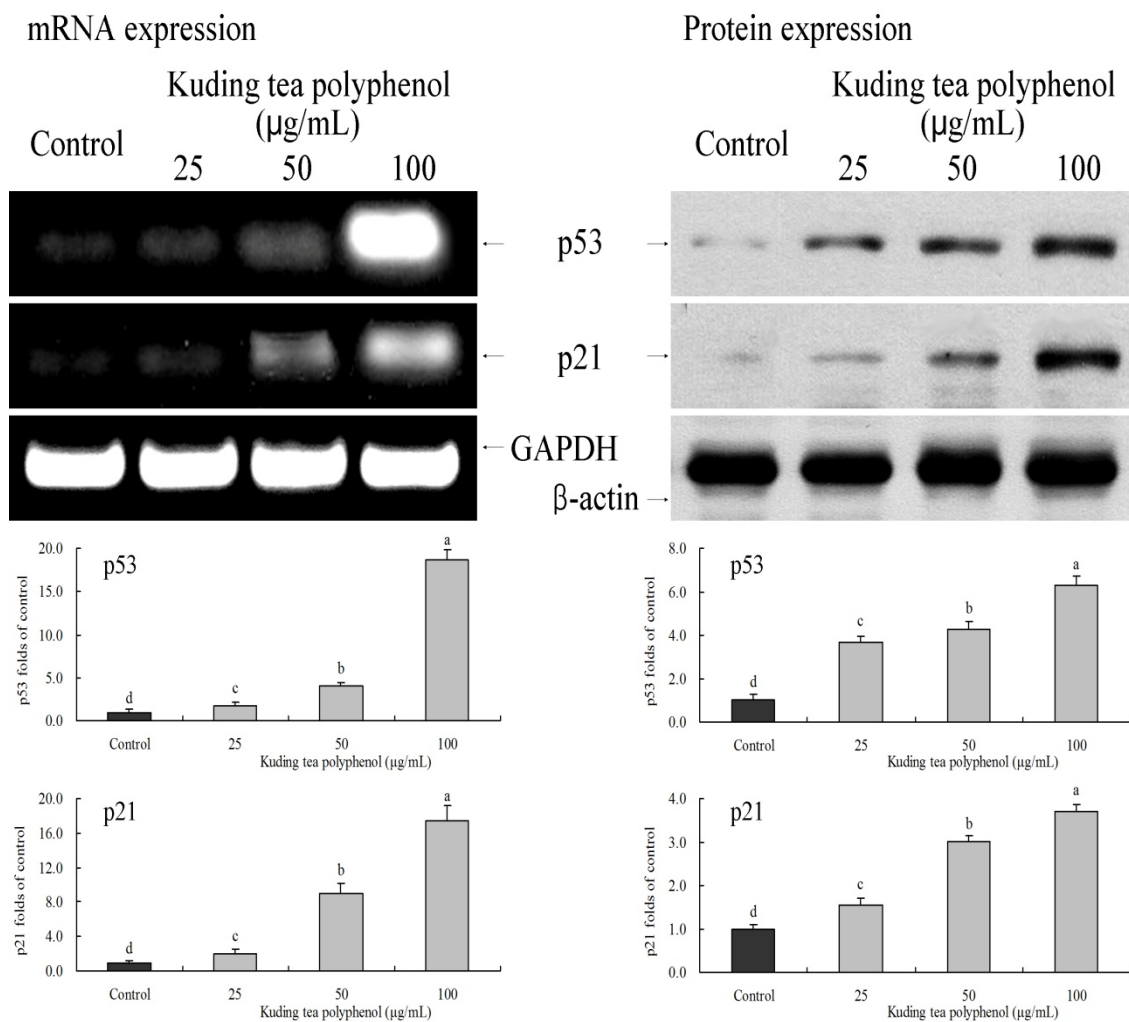 mRNA expression
Protein expression
Kuding tea polyphenol
(μg/mL)
Control
25 50 100
Kuding tea polyphenol
(μg/mL)
Control
25 50 100
p53
p21
GAPDH
β-actin
p53
p53 folds of control
20.0
15.0
10.0
5.0
0.0
d
c
b
a
Control 25 50 100
Kuding tea polyphenol (μg/mL)
p53
p53 folds of control
8.0
6.0
4.0
2.0
0.0
d
c
b
a
Control 25 50 100
Kuding tea polyphenol (μg/mL)
p21
p21 folds of control
20.0
16.0
12.0
8.0
4.0
0.0
d
c
b
a
Control 25 50 100
Kuding tea polyphenol (μg/mL)
p21
p21 folds of control
4.0
3.0
2.0
1.0
0.0
d
c
b
a
Control 25 50 100
Kuding tea polyphenol (μg/mL)